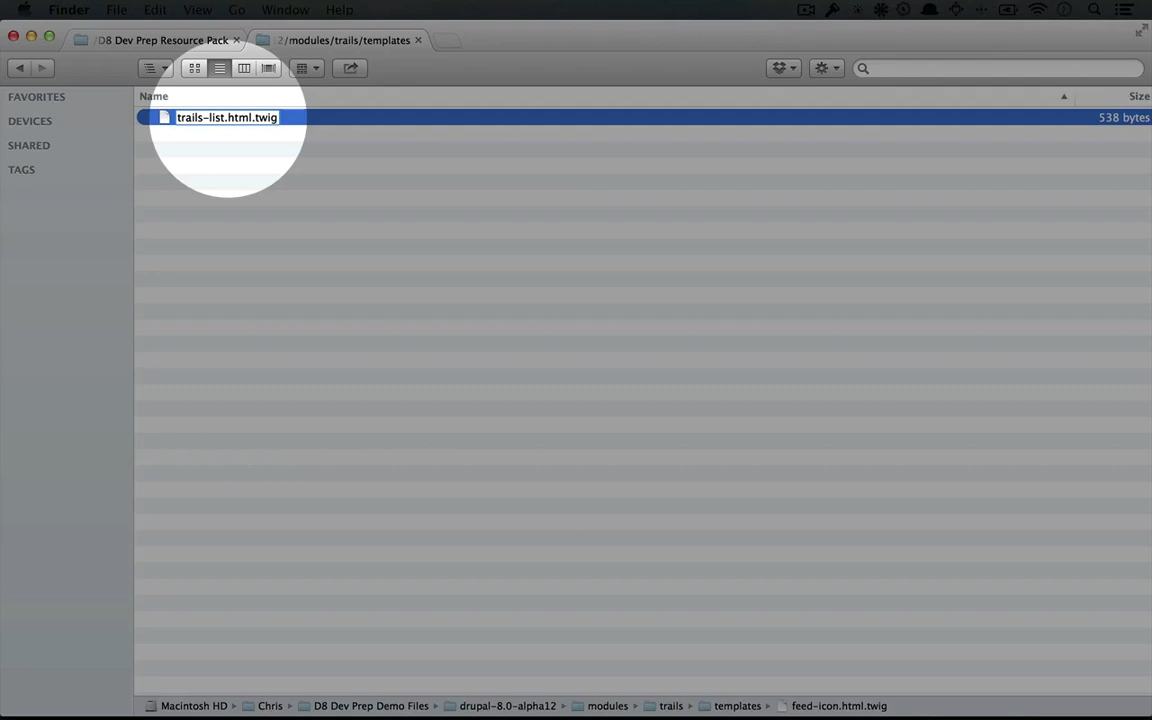 Finder File Edit View Go Window Help
/D8 Dev Prep Resource Pack 2/modules/trails/templates
Name Size
FAVORITES
trails-list.html.twig 538 bytes
DEVICES
SHARED
TAGS
Macintosh HD Chris D8 Dev Prep Demo Files drupal-8.0-alpha12 modules trails templates feed-icon.html.twig